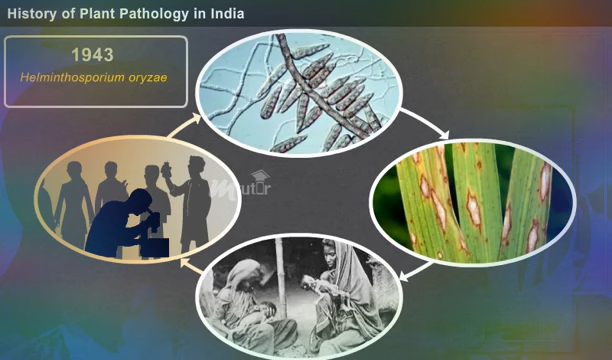 History of Plant Pathology in India
1943
Helminthosporium oryzae